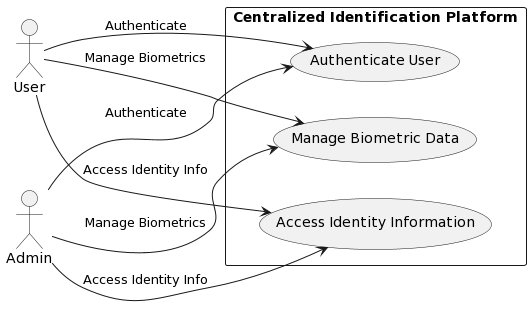 Centralized Identification Platform
Authenticate
Authenticate User
Manage Biometrics
User
Authenticate
Manage Biometric Data
Access Identity Info
Manage Biometrics
Access Identity Information
Admin
Access Identity Info